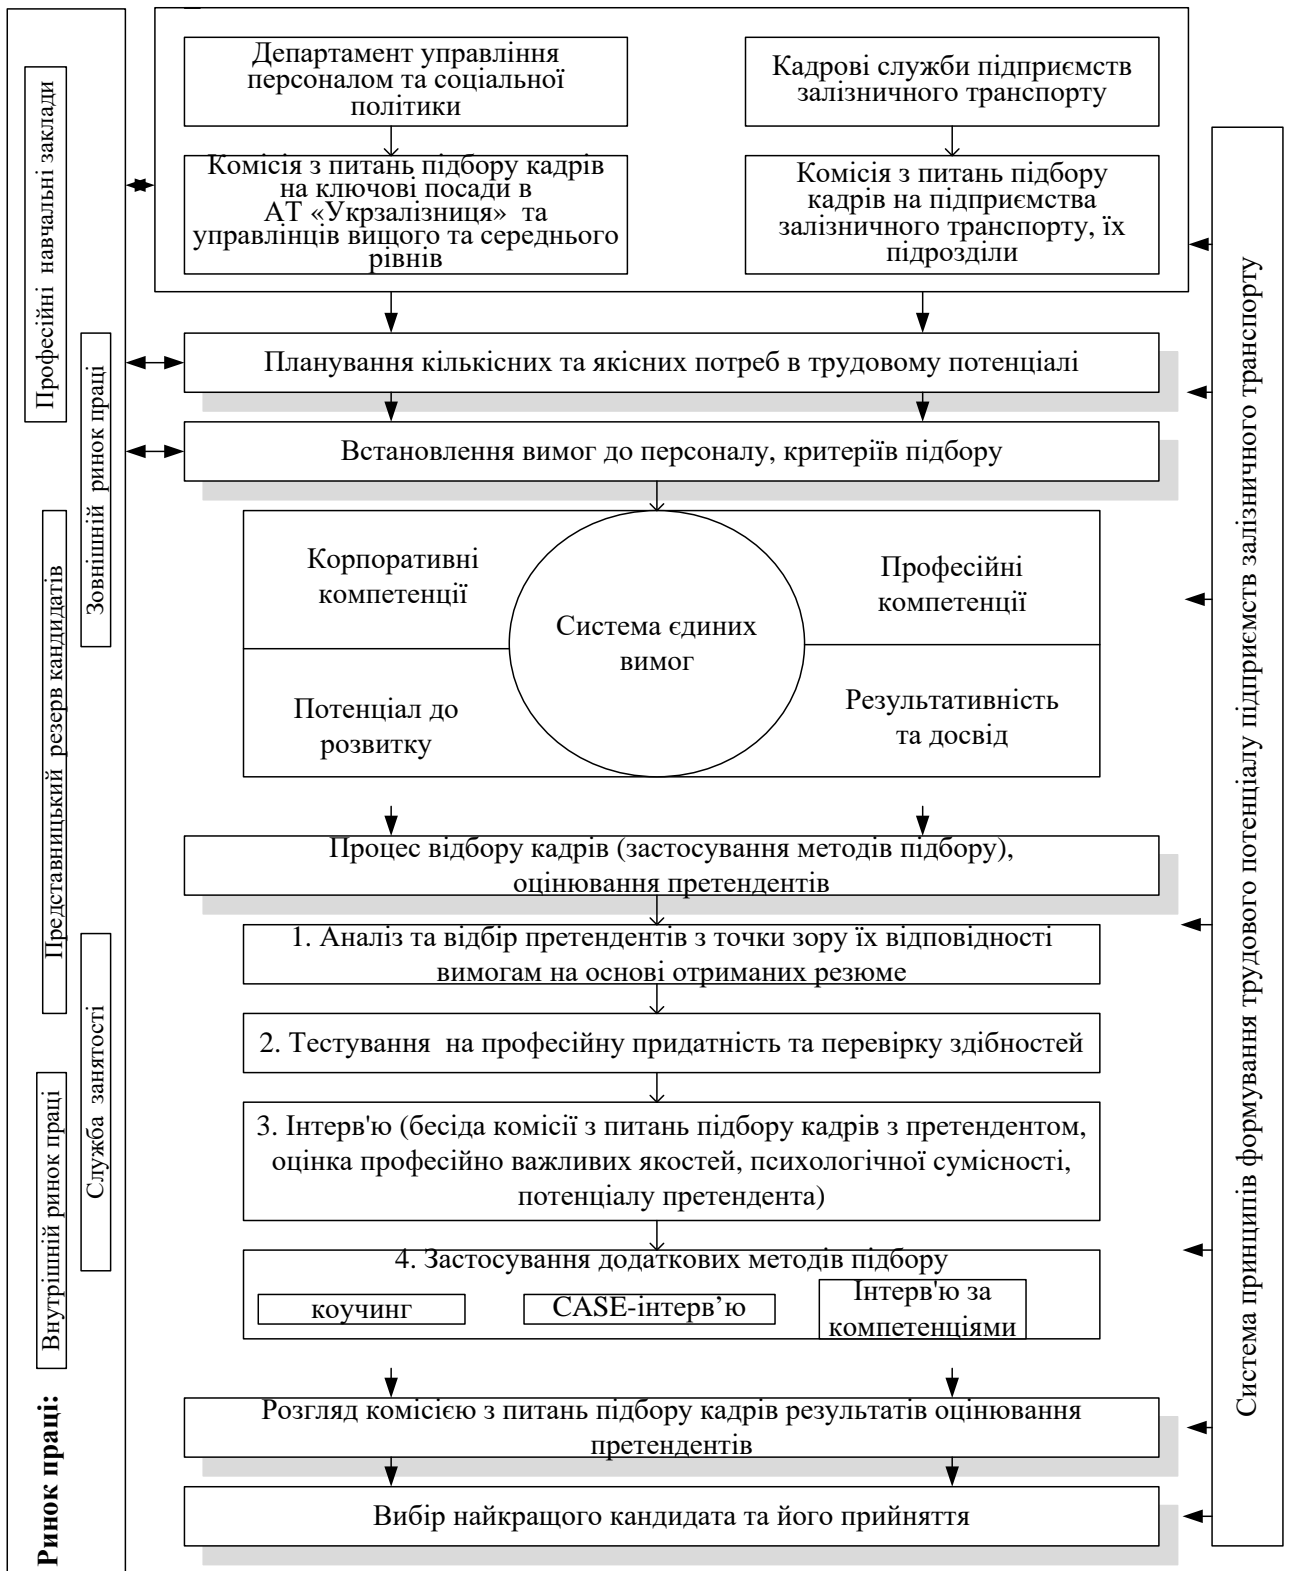 Департамент управління
персоналом та соціальної
політики
Кадрові служби підприємств
залізничного транспорту
Комісія з питань підбору кадрів
на ключові посади в
АТ «Укрзалізниця» та
управлінців вищого та середнього
рівнів
Комісія з питань підбору
кадрів на підприємства
залізничного транспорту, їх
підрозділи
Планування кількісних та якісних потреб в трудовому потенціалі
Встановлення вимог до персоналу, критеріїв підбору
Корпоративні
компетенції
Професійні
компетенції
Система єдиних
вимог
Потенціал до
розвитку
Результативність
та досвід
Процес відбору кадрів (застосування методів підбору),
оцінювання претендентів
1. Аналіз та відбір претендентів з точки зору їх відповідності
вимогам на основі отриманих резюме
2. Тестування на професійну придатність та перевірку здібностей
3. Інтерв'ю (бесіда комісії з питань підбору кадрів з претендентом,
оцінка професійно важливих якостей, психологічної сумісності,
потенціалу претендента)
4. Застосування додаткових методів підбору
коучинг
CASE-інтерв’ю
Інтерв'ю за
компетенціями
Розгляд комісією з питань підбору кадрів результатів оцінювання
претендентів
Вибір найкращого кандидата та його прийняття
Ринок праці:
Професійні навчальні заклади
Зовнішній ринок праці
Представницький резерв кандидатів
Служба занятості
Внутрішній ринок праці
Система принципів формування трудового потенціалу підприємств залізничного транспорту